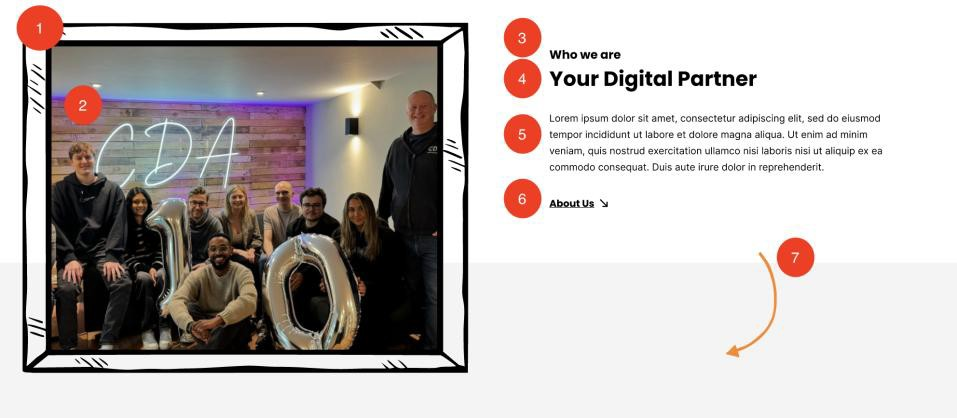 1
2
CDA
10
3
Who we are
4
Your Digital Partner
5
Lorem ipsum dolor sit amet, consectetur adipiscing elit, sed do eiusmod
tempor incididunt ut labore et dolore magna aliqua. Ut enim ad minim
veniam, quis nostrud exercitation ullamco nisi laboris nisi ut aliquip ex ea
commodo consequat. Duis aute irure dolor in reprehenderit.
6
About Us
7